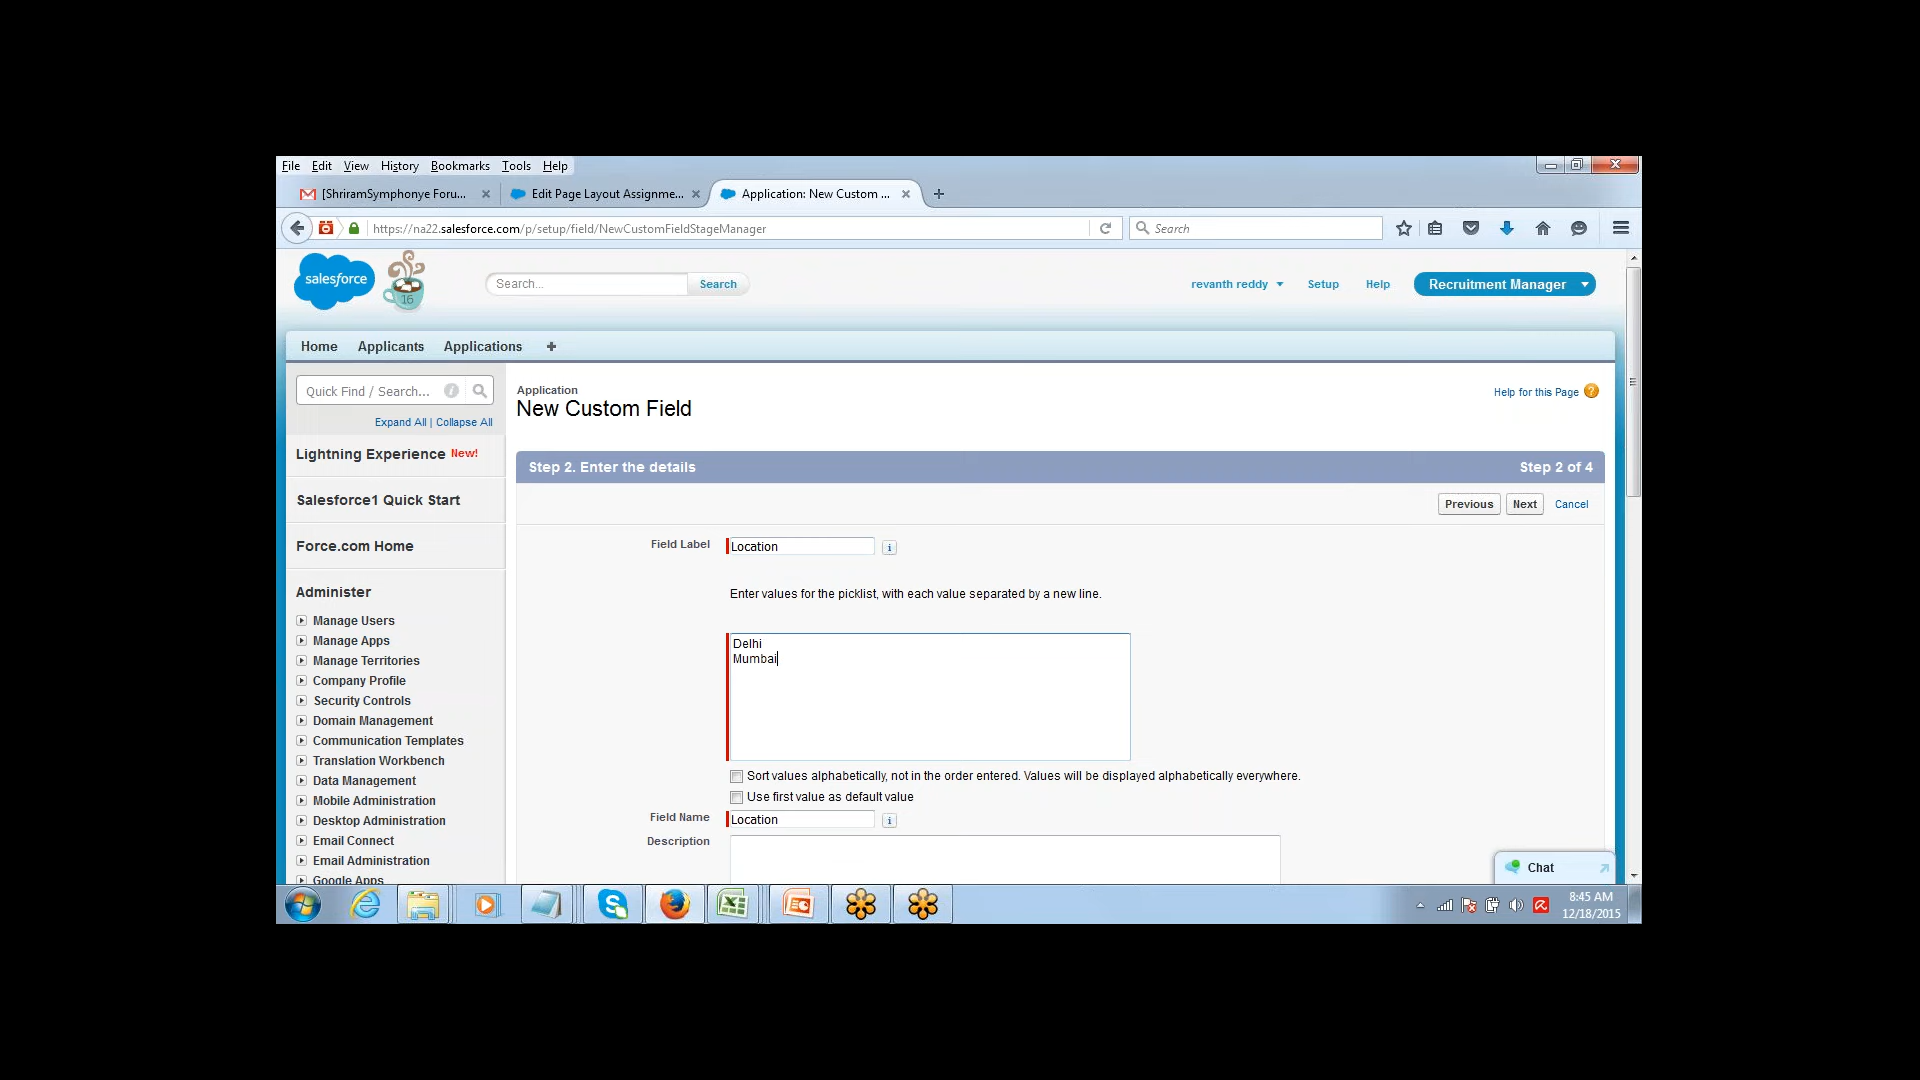 File Edit View History Bookmarks Tools Help
[ShriramSymphonye Foru... Edit Page Layout Assignme... Application: New Custom ...
https://na22.salesforce.com/p/setup/field/NewCustomFieldStageManager Search
salesforce 16 Search... Search revanth reddy Setup Help Recruitment Manager
Home Applicants Applications
Quick Find / Search...
Expand All | Collapse All
Lightning Experience New!
Salesforce1 Quick Start
Force.com Home
Administer
Manage Users
Manage Apps
Manage Territories
Company Profile
Security Controls
Domain Management
Communication Templates
Translation Workbench
Data Management
Mobile Administration
Desktop Administration
Email Connect
Email Administration
Google Apps
Application
New Custom Field
Help for this Page
Step 2. Enter the details Step 2 of 4
Previous Next Cancel
Field Label Location
Enter values for the picklist, with each value separated by a new line.
Delhi
Mumbai
Sort values alphabetically, not in the order entered. Values will be displayed alphabetically everywhere.
Use first value as default value
Field Name Location
Description
Chat
8:45 AM
12/18/2015